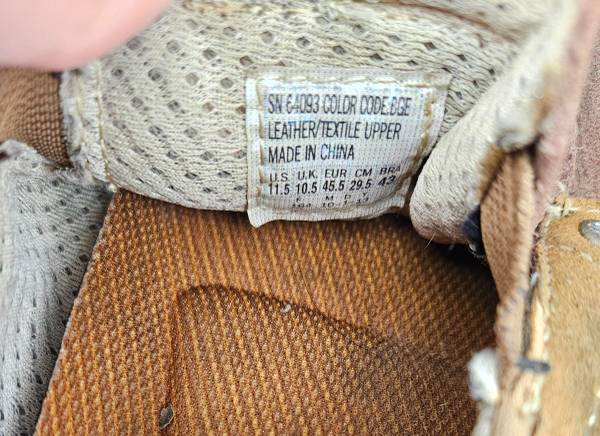 SN 64093 COLOR CODE:BGE
LEATHER/TEXTILE UPPER
MADE IN CHINA
U.S U.K EUR CM BRA
11.5 10.5 45.5 29.5 43
F M D Y